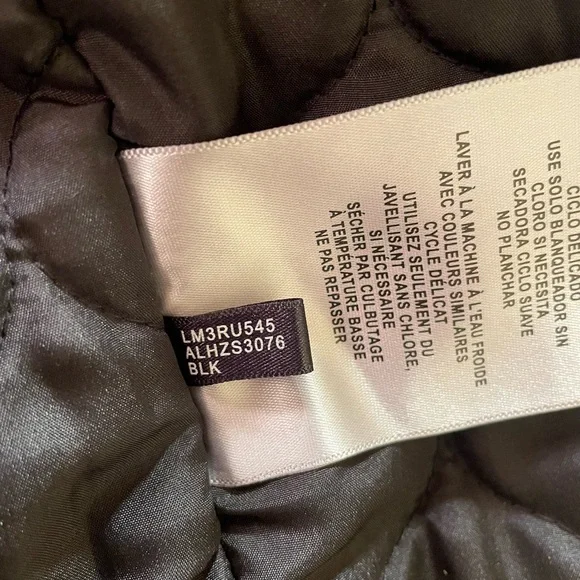 LM3RU545
ALHZS3076
BLK
CICLO DELICADO
USE SOLO BLANQUEADOR SIN
CLORO SI NECESITA
SECADORA CICLO SUAVE
NO PLANCHAR
LAVER À LA MACHINE À L'EAU FROIDE
AVEC COULEURS SIMILAIRES
CYCLE DÉLICAT
UTILISEZ SEULEMENT DU
JAVELLISANT SANS CHLORE,
SI NÉCESSAIRE
SÉCHER PAR CULBUTAGE
À TEMPÉRATURE BASSE
NE PAS REPASSER